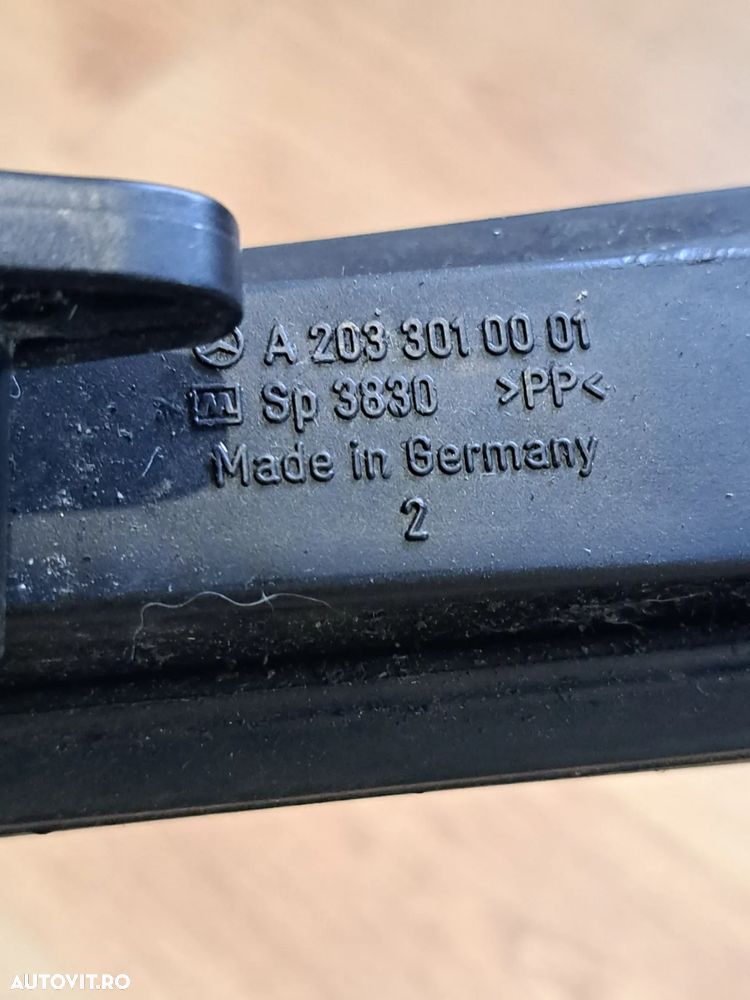 A 203 301 00 01
M Sp 3830 >PP<
Made in Germany
2
AUTOVIT.RO